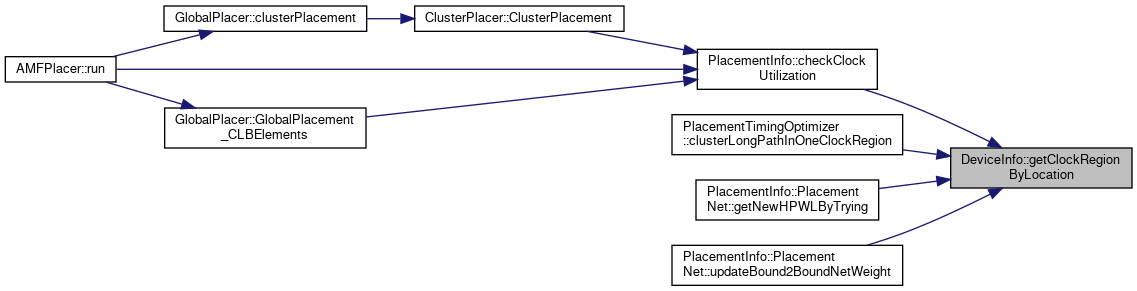 GlobalPlacer::clusterPlacement
ClusterPlacer::ClusterPlacement
AMFPlacer::run
PlacementInfo::checkClock
Utilization
GlobalPlacer::GlobalPlacement
_CLBElements
PlacementTimingOptimizer
::clusterLongPathInOneClockRegion
DeviceInfo::getClockRegion
ByLocation
PlacementInfo::Placement
Net::getNewHPWLByTrying
PlacementInfo::Placement
Net::updateBound2BoundNetWeight